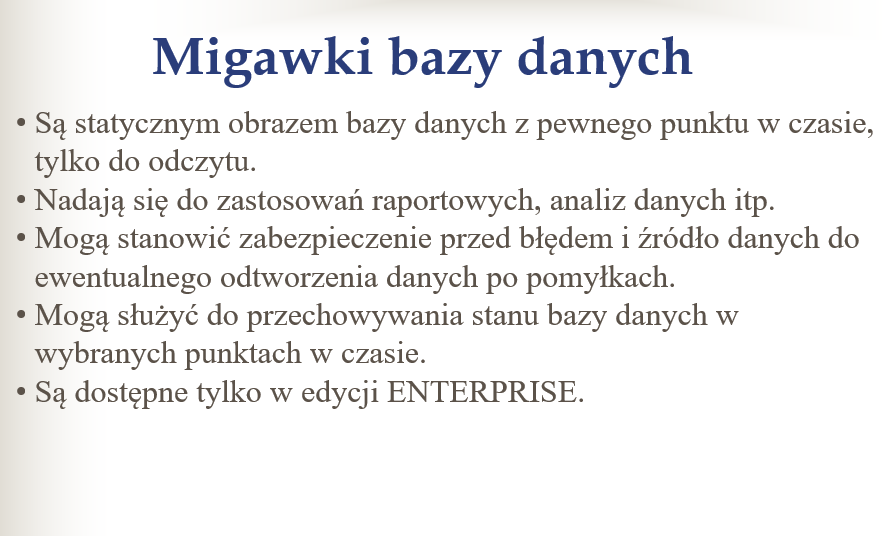 Migawki bazy danych
• Są statycznym obrazem bazy danych z pewnego punktu w czasie,
tylko do odczytu.
• Nadają się do zastosowań raportowych, analiz danych itp.
• Mogą stanowić zabezpieczenie przed błędem i źródło danych do
ewentualnego odtworzenia danych po pomyłkach.
• Mogą służyć do przechowywania stanu bazy danych w
wybranych punktach w czasie.
• Są dostępne tylko w edycji ENTERPRISE.